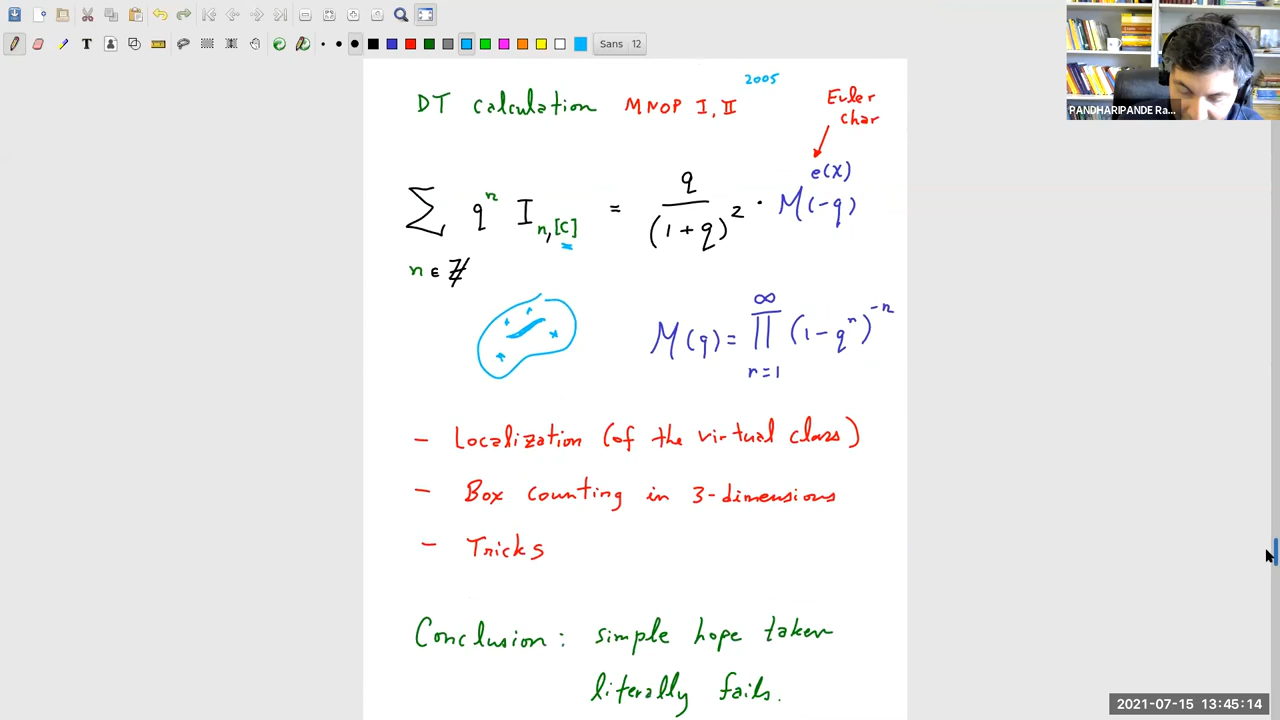 Sans 12
PANDHARIPANDE Ra...
2005
DT calculation MNOP I, II
Euler
char
∑ qⁿ I n,[C] = q / (1+q)² · M(-q) e(X)
n ∈ ℤ
M(q) = ∏ (1-qⁿ)⁻ⁿ
∞
n=1
- Localization (of the virtual class)
- Box counting in 3-dimensions
- Tricks
Conclusion: simple hope taken
literally fails.
2021-07-15 13:45:14